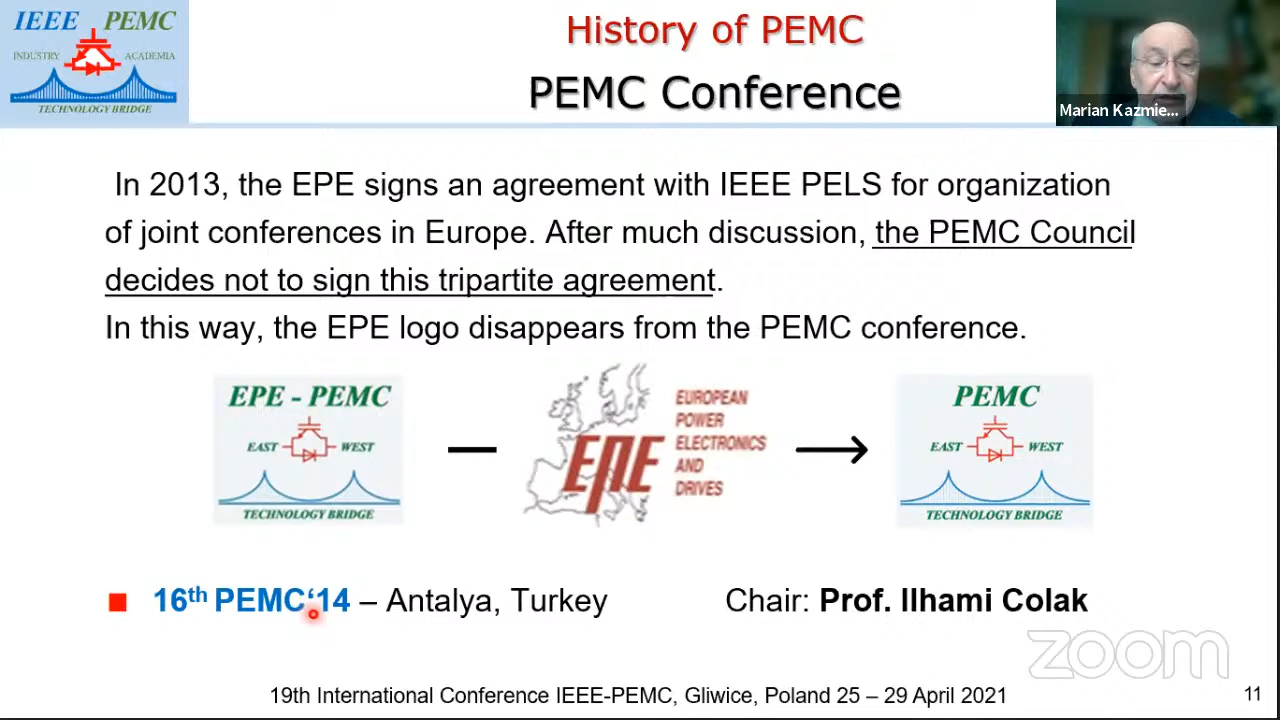 IEEE PEMC
INDUSTRY ACADEMIA
TECHNOLOGY BRIDGE
History of PEMC
PEMC Conference
Marian Kazmie...
In 2013, the EPE signs an agreement with IEEE PELS for organization
of joint conferences in Europe. After much discussion, the PEMC Council
decides not to sign this tripartite agreement.
In this way, the EPE logo disappears from the PEMC conference.
EPE - PEMC
EAST WEST
TECHNOLOGY BRIDGE
EPE
EUROPEAN
POWER
ELECTRONICS
AND
DRIVES
PEMC
EAST WEST
TECHNOLOGY BRIDGE
16th PEMC‘14 – Antalya, Turkey Chair: Prof. Ilhami Colak
zoom
19th International Conference IEEE-PEMC, Gliwice, Poland 25 – 29 April 2021
11